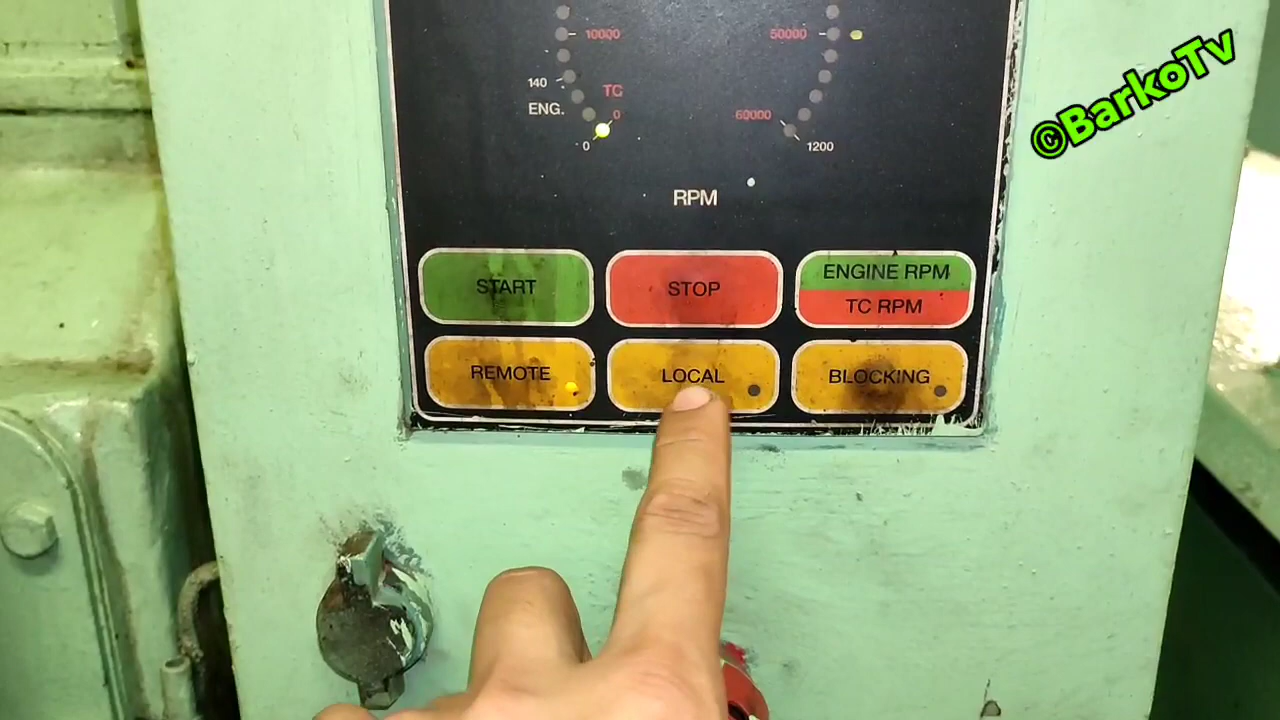 10000
50000
140
TC
ENG.
0
60000
0
1200
RPM
START
STOP
ENGINE RPM
TC RPM
REMOTE
LOCAL
BLOCKING
©BarkoTv